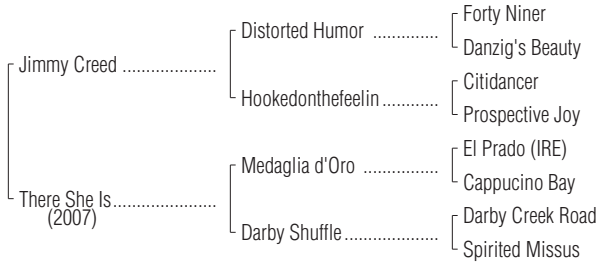 Forty Niner
Distorted Humor ..............
Danzig's Beauty
Jimmy Creed .....................
Citidancer
Hookedonthefeelin ............
Prospective Joy
El Prado (IRE)
Medaglia d'Oro ................
Cappucino Bay
There She Is .......................
(2007)
Darby Creek Road
Darby Shuffle ....................
Spirited Missus